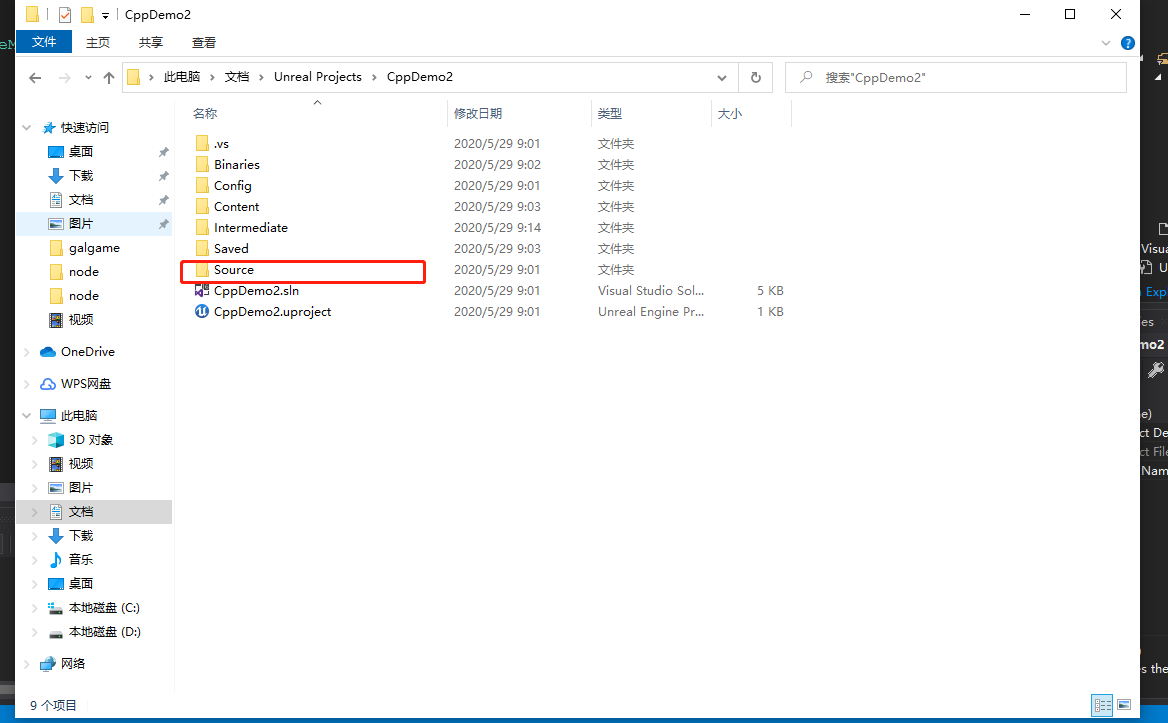 CppDemo2
文件 主页 共享 查看
此电脑 文档 Unreal Projects CppDemo2 搜索"CppDemo2"
名称 修改日期 类型 大小
快速访问
桌面
下载
文档
图片
galgame
node
node
视频
OneDrive
WPS网盘
此电脑
3D 对象
视频
图片
文档
下载
音乐
桌面
本地磁盘 (C:)
本地磁盘 (D:)
网络
.vs 2020/5/29 9:01 文件夹
Binaries 2020/5/29 9:02 文件夹
Config 2020/5/29 9:01 文件夹
Content 2020/5/29 9:03 文件夹
Intermediate 2020/5/29 9:14 文件夹
Saved 2020/5/29 9:03 文件夹
Source 2020/5/29 9:01 文件夹
CppDemo2.sln 2020/5/29 9:01 Visual Studio Sol... 5 KB
CppDemo2.uproject 2020/5/29 9:01 Unreal Engine Pr... 1 KB
9 个项目
Visua
U
Exp
es
mo2
e)
ct De
ct File
Nam
s the